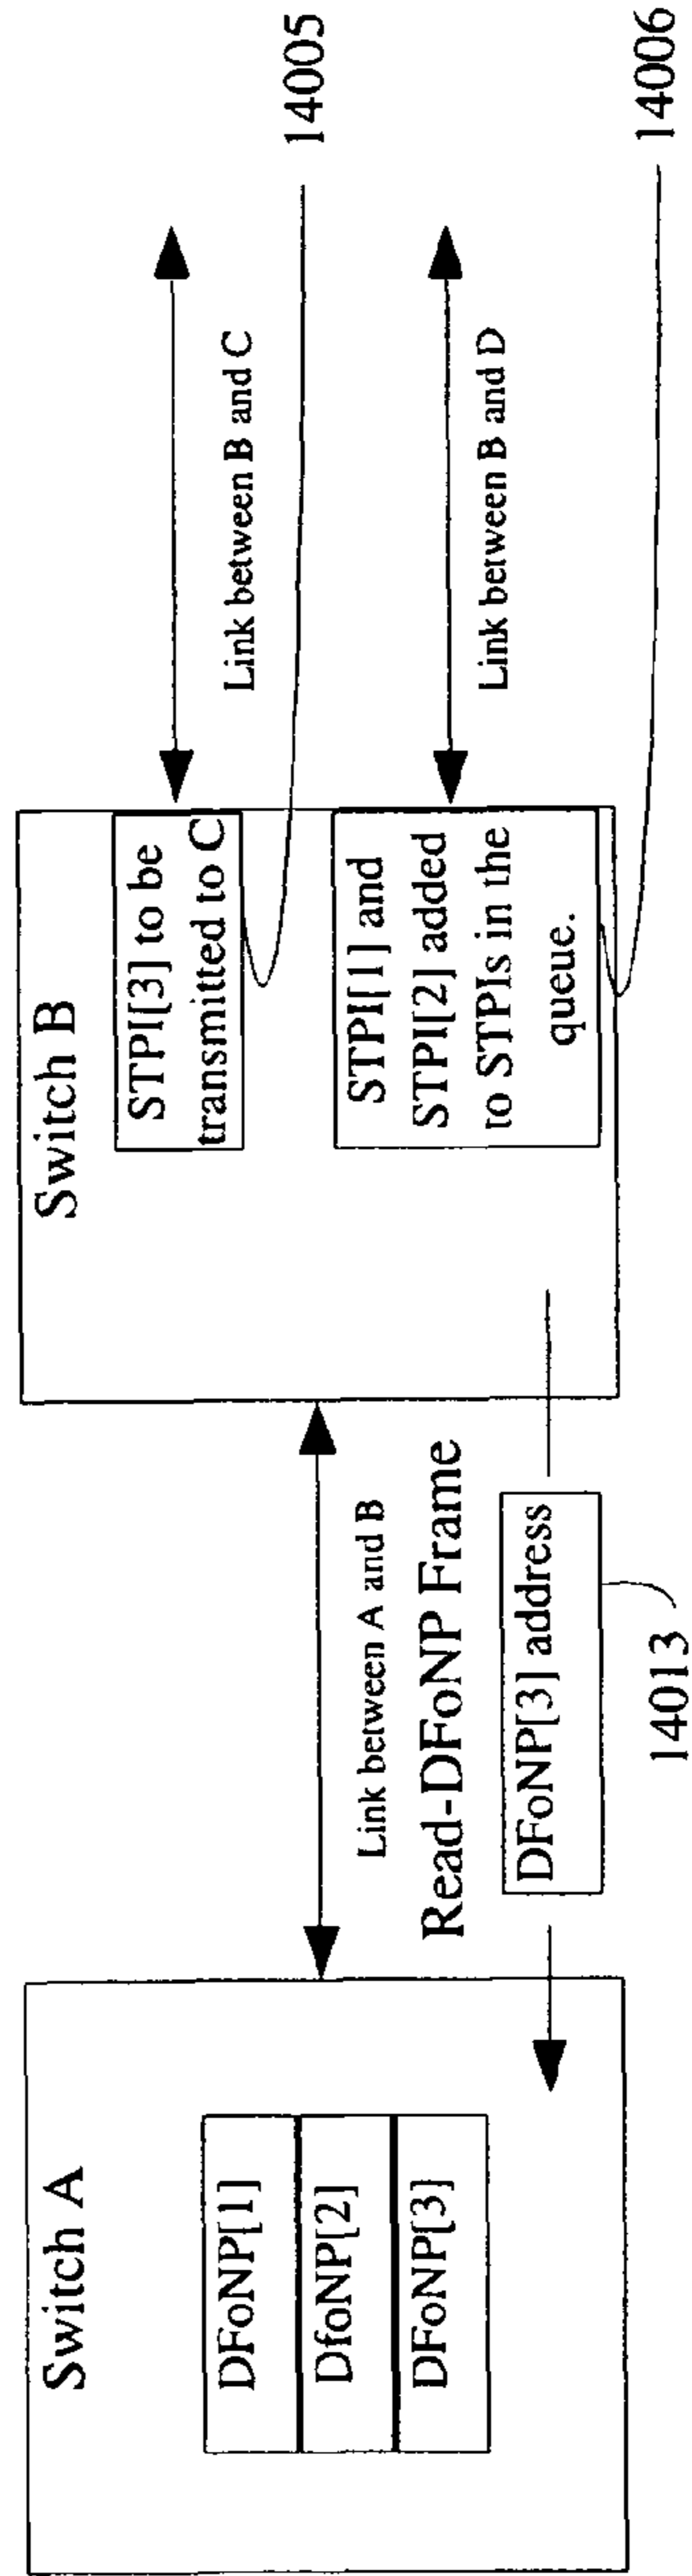 Switch A
DFoNP[1]
DfoNP[2]
DFoNP[3]
Link between A and B
Read-DFoNP Frame
DFoNP[3] address
14013
Switch B
STPI[3] to be
transmitted to C
STPI[1] and
STPI[2] added
to STPIs in the
queue.
Link between B and C
Link between B and D
14005
14006